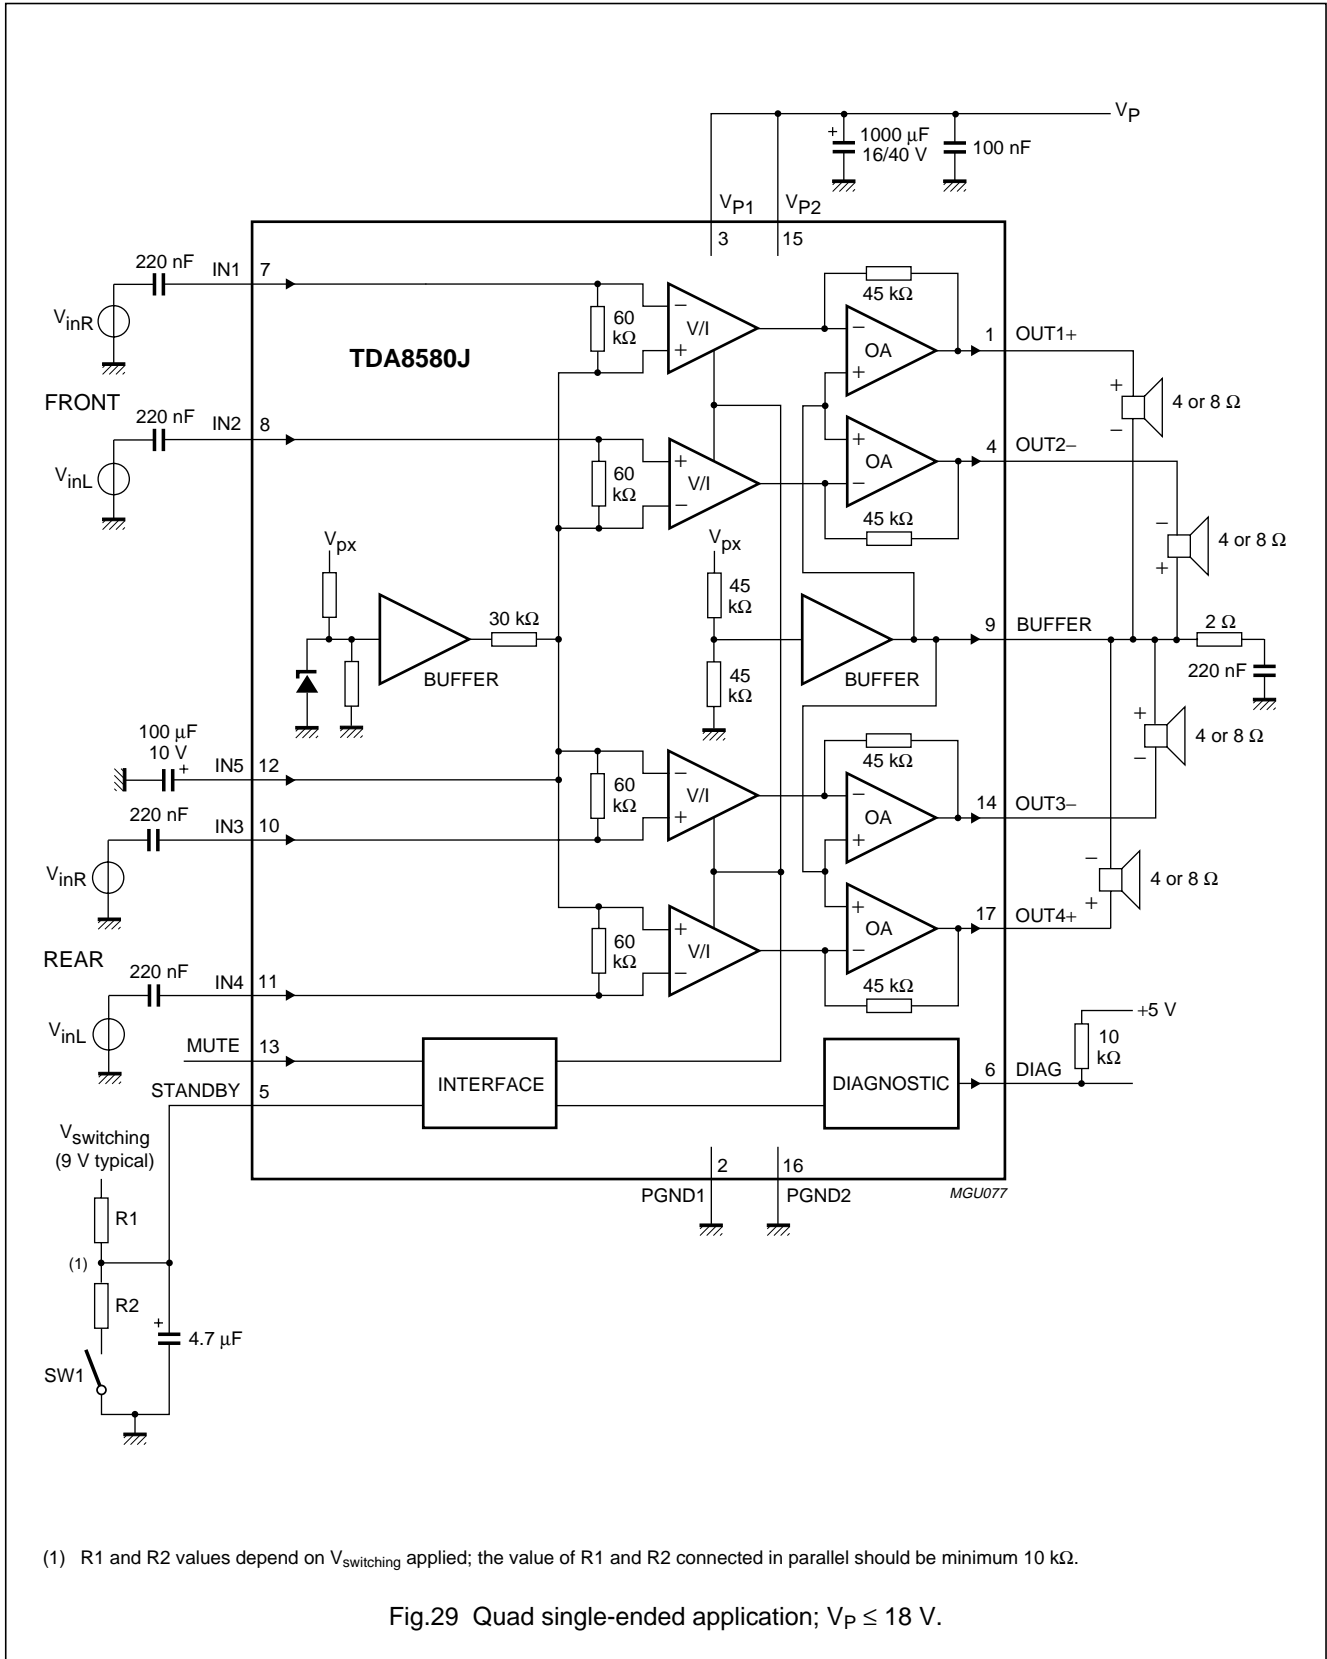 V_P
+ 1000 μF
16/40 V
100 nF
V_P1
V_P2
3
15
220 nF
IN1
7
V_inR
TDA8580J
60
kΩ
−
V/I
+
45 kΩ
−
OA
+
1
OUT1+
+
−
4 or 8 Ω
FRONT
220 nF
IN2
8
V_inL
60
kΩ
+
V/I
−
+
OA
−
45 kΩ
4
OUT2−
−
+
4 or 8 Ω
V_px
30 kΩ
BUFFER
V_px
45
kΩ
45
kΩ
BUFFER
9
BUFFER
2 Ω
220 nF
100 μF
10 V
+
IN5
12
60
kΩ
−
V/I
+
45 kΩ
−
OA
+
14
OUT3−
+
−
4 or 8 Ω
220 nF
IN3
10
V_inR
REAR
220 nF
IN4
11
V_inL
60
kΩ
+
V/I
−
+
OA
−
45 kΩ
17
OUT4+
−
+
4 or 8 Ω
MUTE
13
STANDBY
5
INTERFACE
DIAGNOSTIC
6
DIAG
+5 V
10
kΩ
V_switching
(9 V typical)
R1
(1)
R2
+
4.7 μF
SW1
2
16
PGND1
PGND2
MGU077
(1) R1 and R2 values depend on V_switching applied; the value of R1 and R2 connected in parallel should be minimum 10 kΩ.
Fig.29 Quad single-ended application; V_P ≤ 18 V.